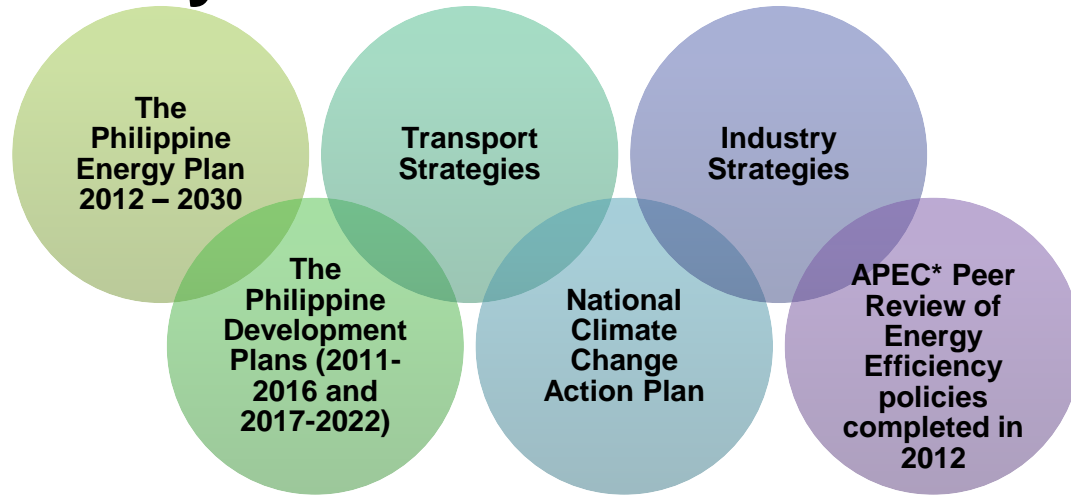 The
Philippine
Energy Plan
2012 – 2030
Transport
Strategies
Industry
Strategies
The
Philippine
Development
Plans (2011-
2016 and
2017-2022)
National
Climate
Change
Action Plan
APEC* Peer
Review of
Energy
Efficiency
policies
completed in
2012